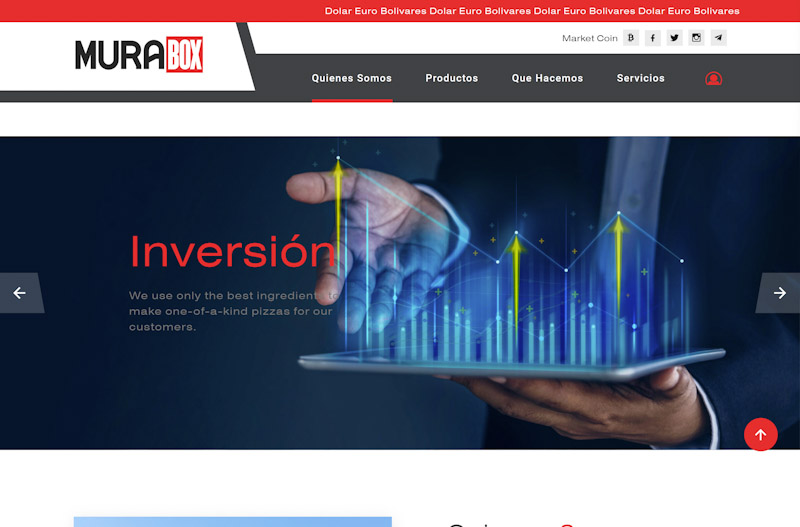 Dolar Euro Bolivares Dolar Euro Bolivares Dolar Euro Bolivares Dolar Euro Bolivares
Market Coin
MURABOX
Quienes Somos
Productos
Que Hacemos
Servicios
Inversión
We use only the best ingredients to
make one-of-a-kind pizzas for our
customers.